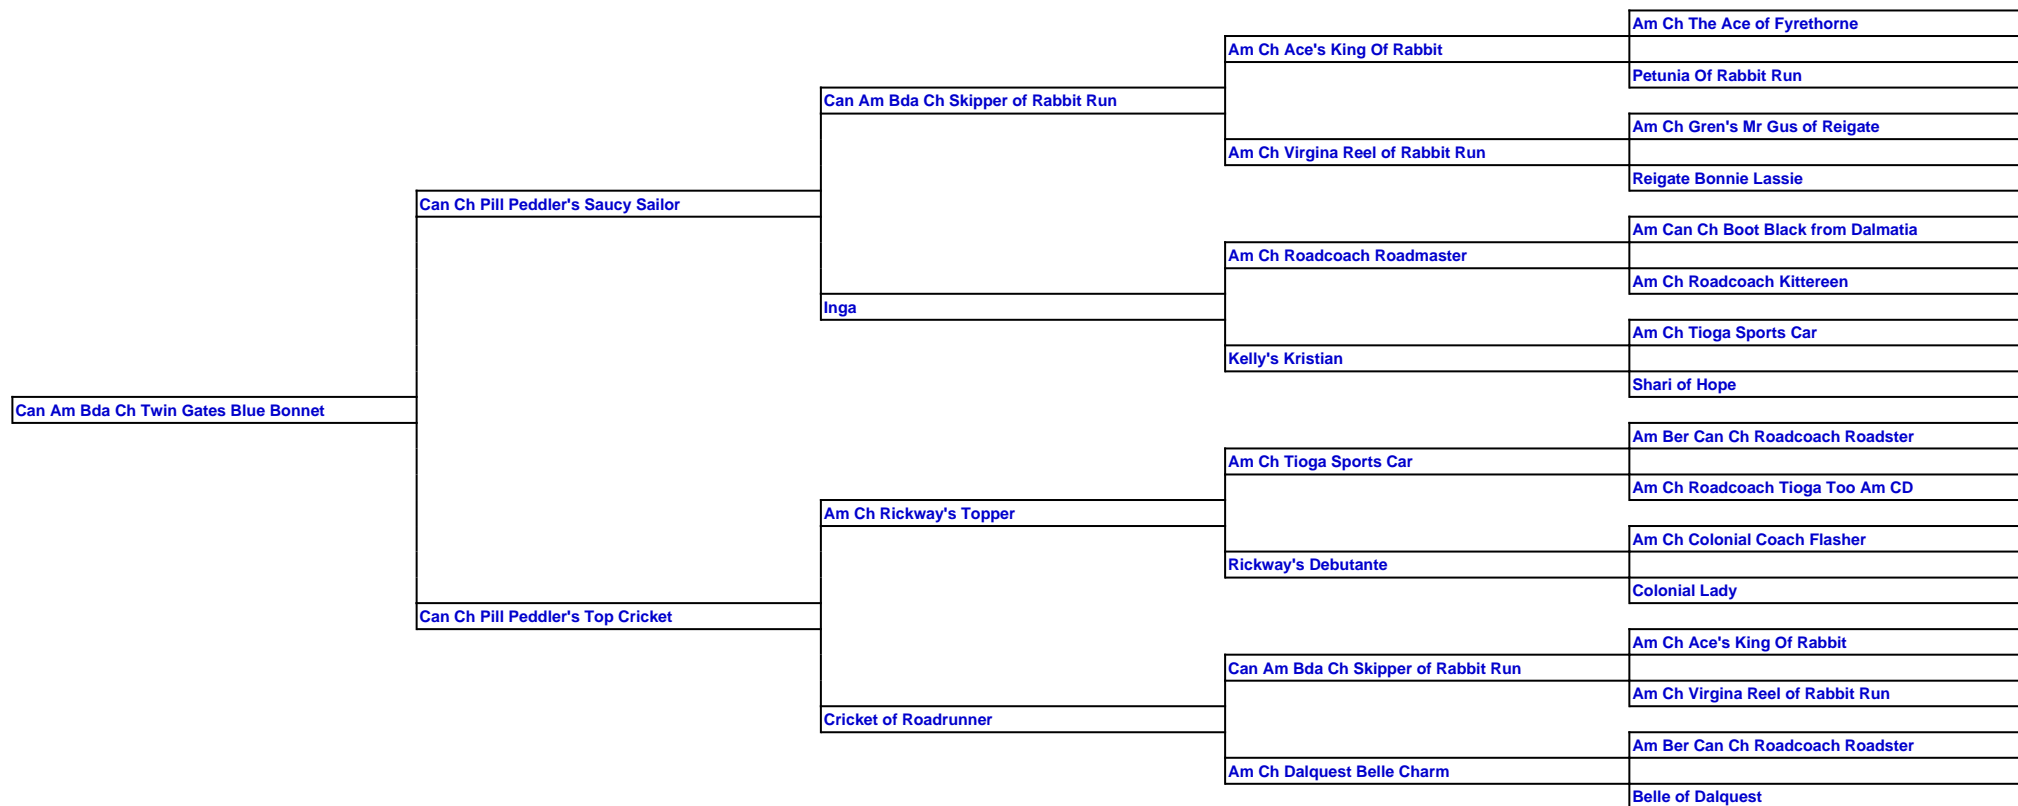 Am Ch The Ace of Fyrethorne
Am Ch Ace's King Of Rabbit
Petunia Of Rabbit Run
Can Am Bda Ch Skipper of Rabbit Run
Am Ch Gren's Mr Gus of Reigate
Am Ch Virgina Reel of Rabbit Run
Reigate Bonnie Lassie
Can Ch Pill Peddler's Saucy Sailor
Am Can Ch Boot Black from Dalmatia
Am Ch Roadcoach Roadmaster
Am Ch Roadcoach Kittereen
Inga
Am Ch Tioga Sports Car
Kelly's Kristian
Shari of Hope
Can Am Bda Ch Twin Gates Blue Bonnet
Am Ber Can Ch Roadcoach Roadster
Am Ch Tioga Sports Car
Am Ch Roadcoach Tioga Too Am CD
Am Ch Rickway's Topper
Am Ch Colonial Coach Flasher
Rickway's Debutante
Colonial Lady
Can Ch Pill Peddler's Top Cricket
Am Ch Ace's King Of Rabbit
Can Am Bda Ch Skipper of Rabbit Run
Am Ch Virgina Reel of Rabbit Run
Cricket of Roadrunner
Am Ber Can Ch Roadcoach Roadster
Am Ch Dalquest Belle Charm
Belle of Dalquest